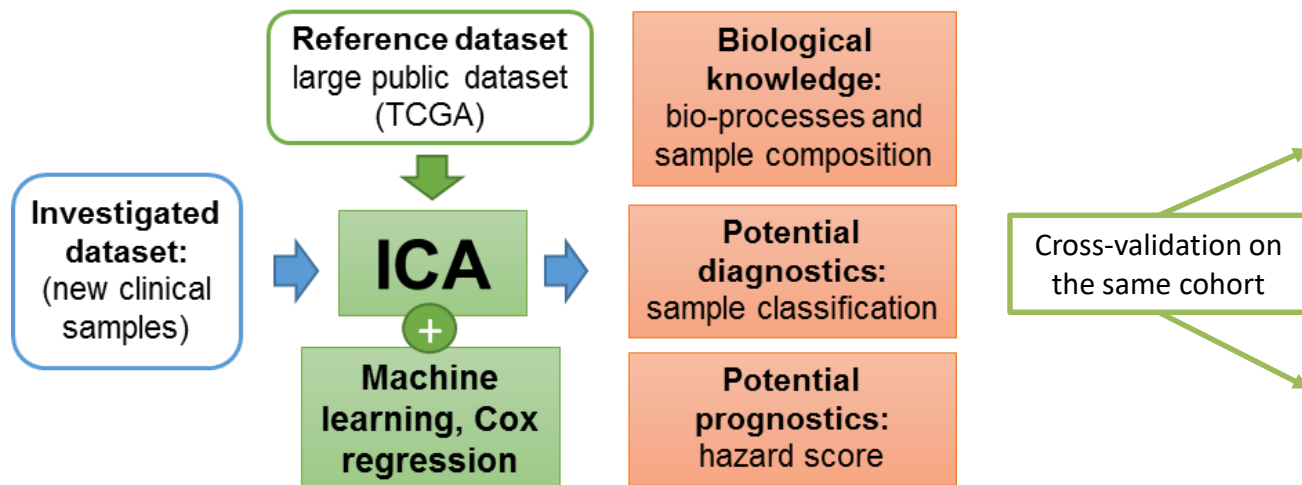 Reference dataset
large public dataset
(TCGA)
Investigated
dataset:
(new clinical
samples)
ICA
+
Machine
learning, Cox
regression
Biological
knowledge:
bio-processes and
sample composition
Potential
diagnostics:
sample classification
Potential
prognostics:
hazard score
Cross-validation on
the same cohort